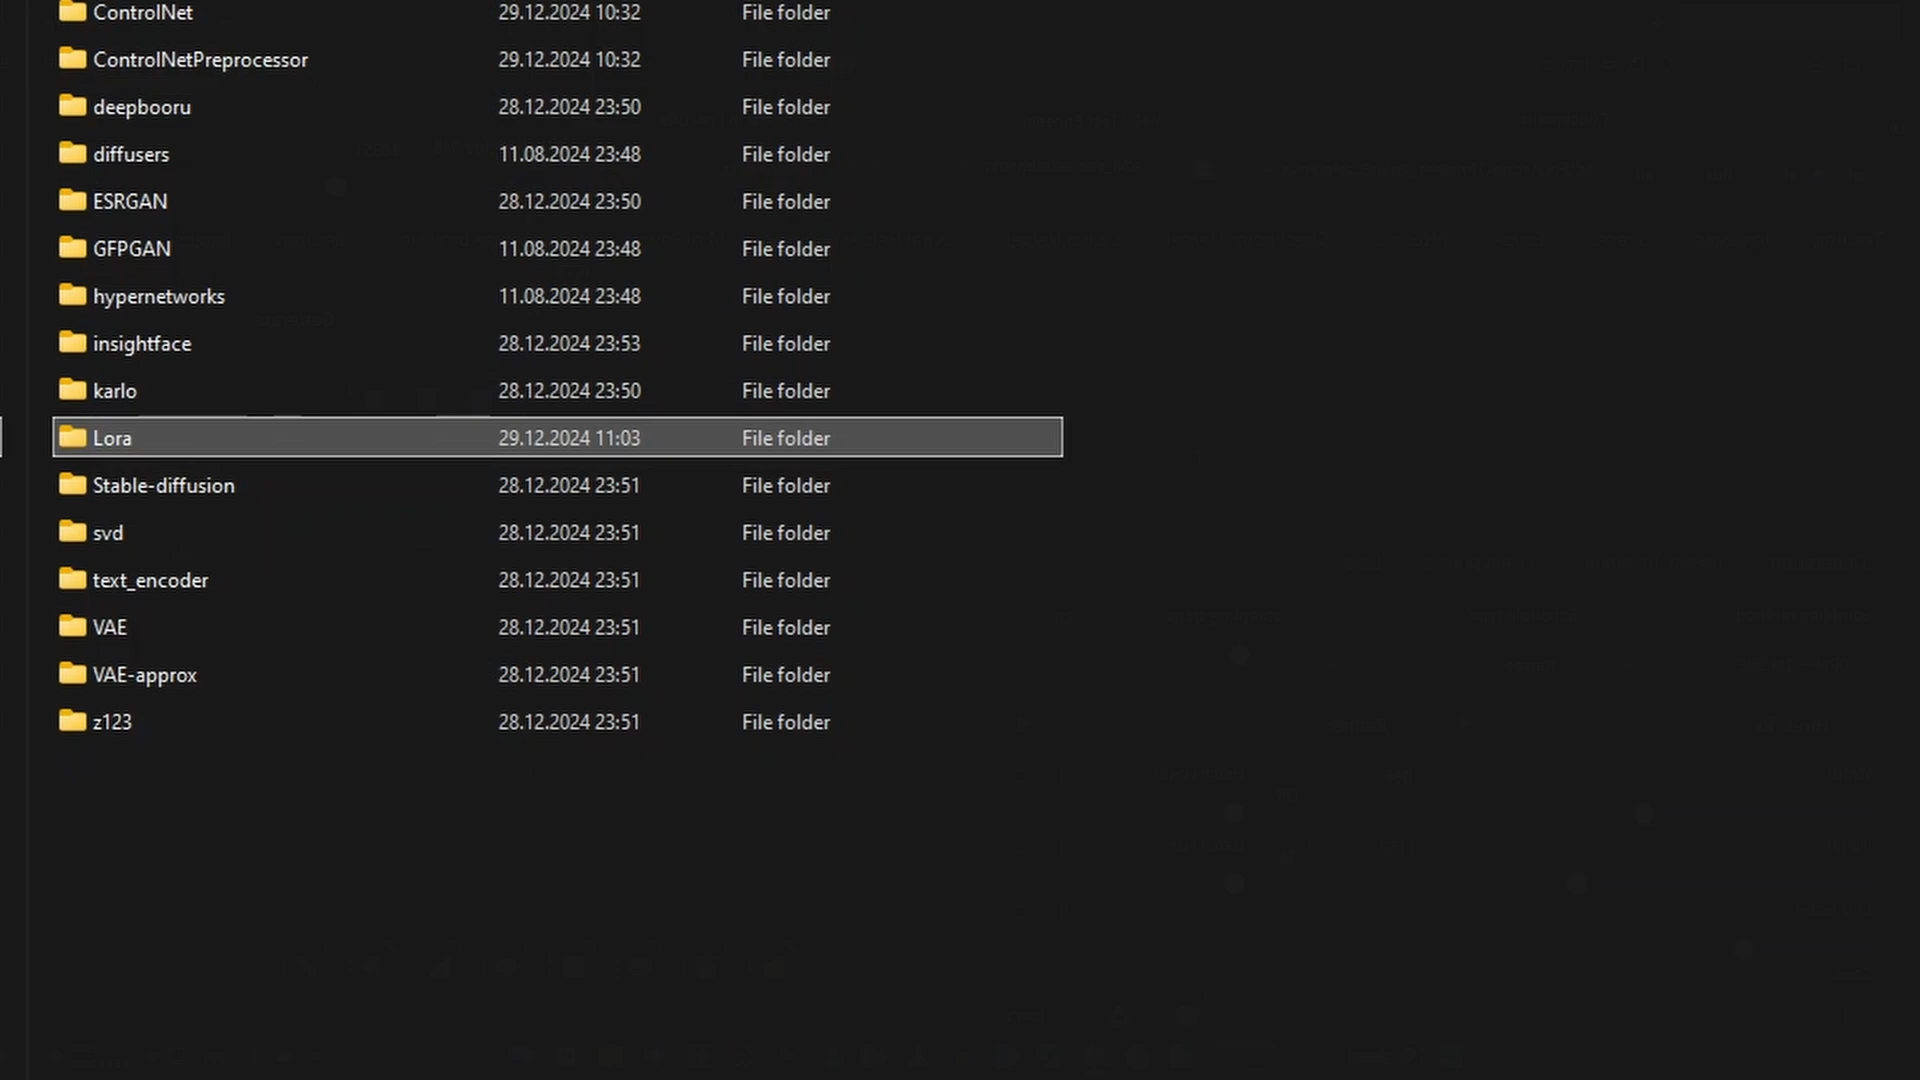 ControlNet 29.12.2024 10:32 File folder
ControlNetPreprocessor 29.12.2024 10:32 File folder
deepbooru 28.12.2024 23:50 File folder
diffusers 11.08.2024 23:48 File folder
ESRGAN 28.12.2024 23:50 File folder
GFPGAN 11.08.2024 23:48 File folder
hypernetworks 11.08.2024 23:48 File folder
insightface 28.12.2024 23:53 File folder
karlo 28.12.2024 23:50 File folder
Lora 29.12.2024 11:03 File folder
Stable-diffusion 28.12.2024 23:51 File folder
svd 28.12.2024 23:51 File folder
text_encoder 28.12.2024 23:51 File folder
VAE 28.12.2024 23:51 File folder
VAE-approx 28.12.2024 23:51 File folder
z123 28.12.2024 23:51 File folder